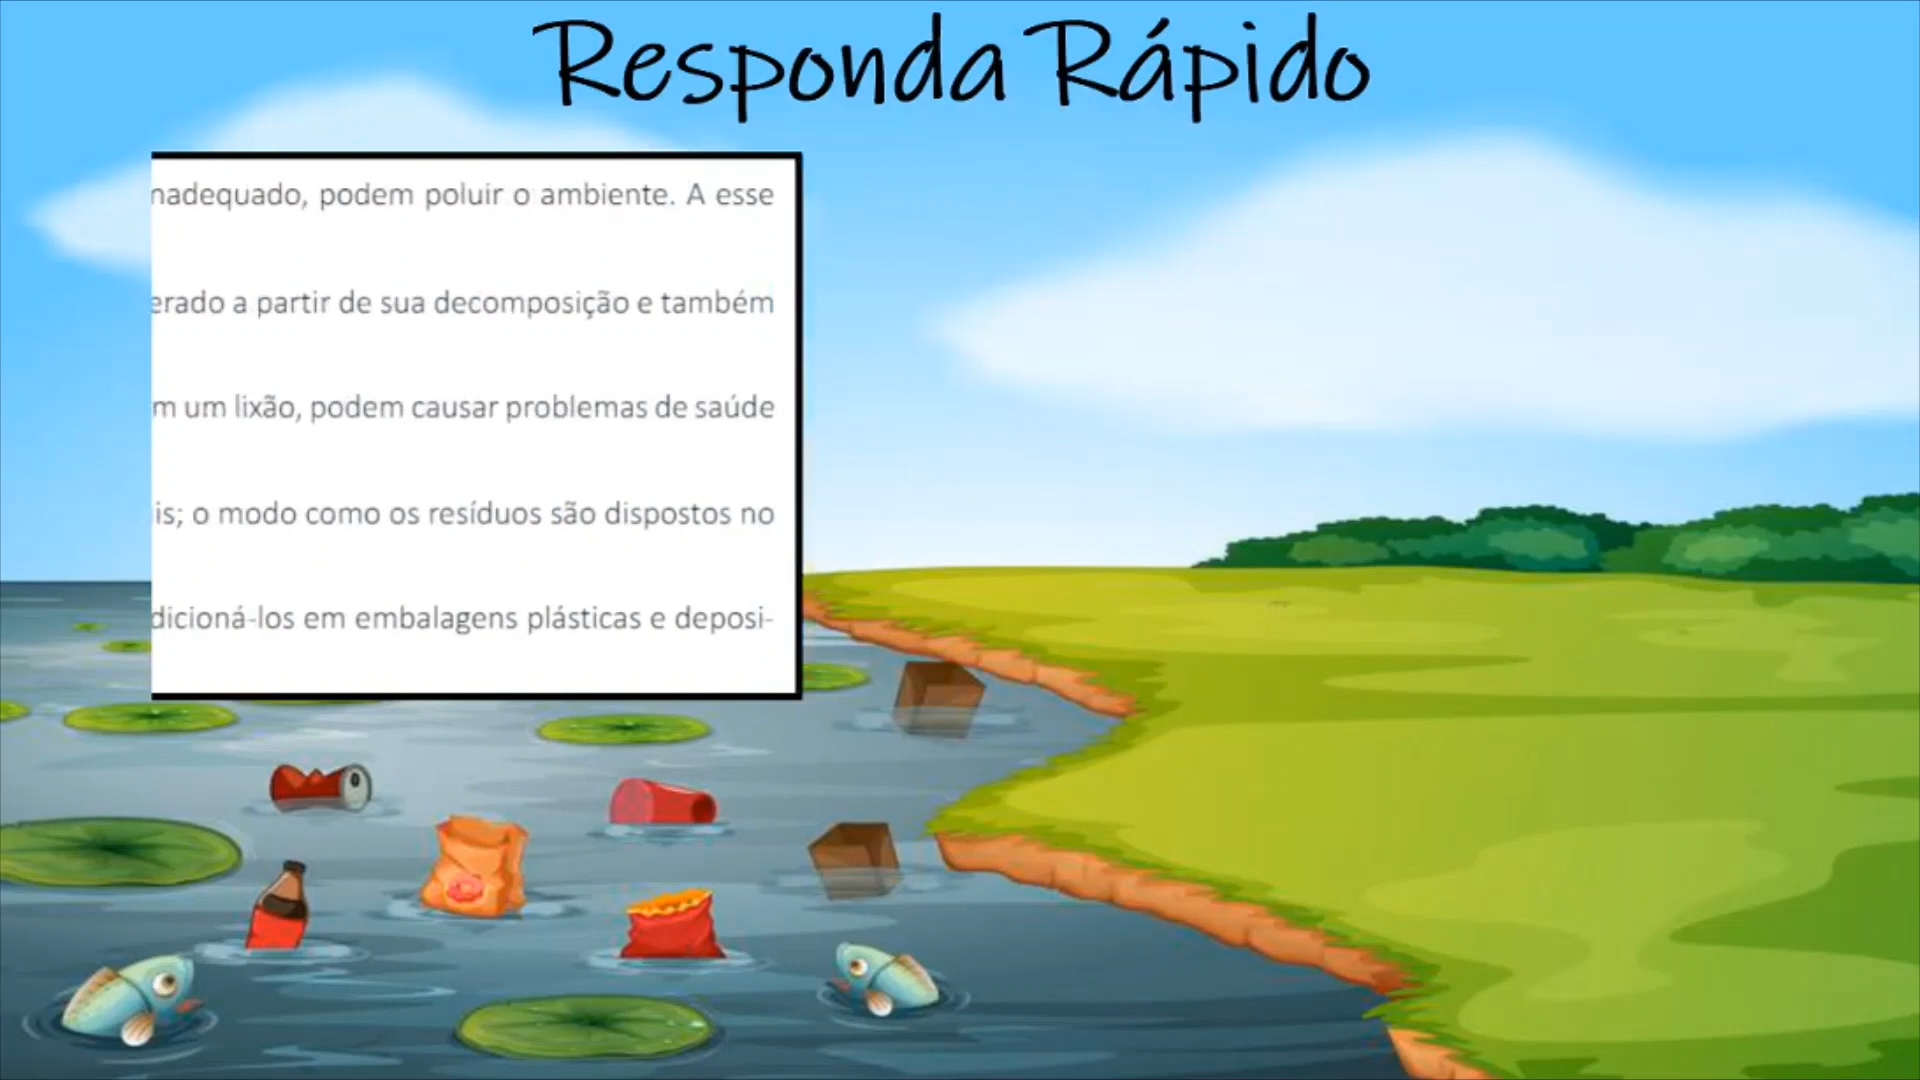 Responda Rápido
nadequado, podem poluir o ambiente. A esse
erado a partir de sua decomposição e também
m um lixão, podem causar problemas de saúde
is; o modo como os resíduos são dispostos no
dicioná-los em embalagens plásticas e deposi-